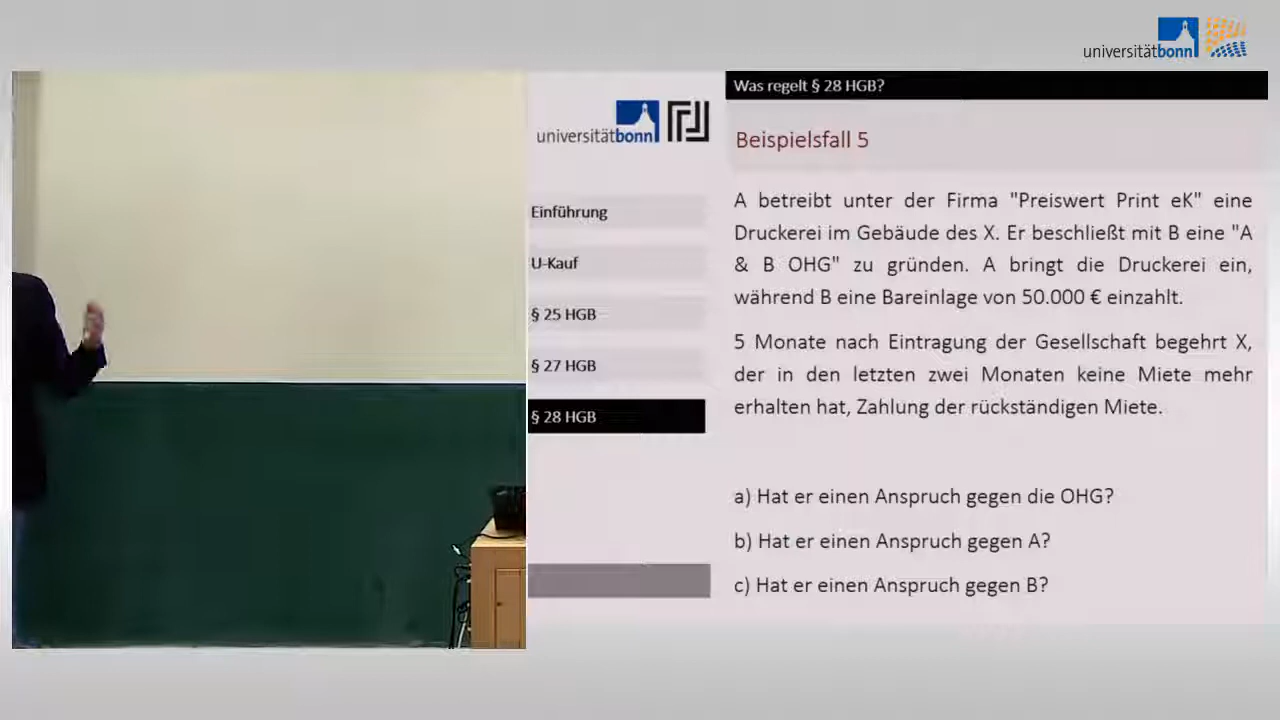 universitätbonn
Was regelt § 28 HGB?
universitätbonn
Beispielsfall 5
Einführung
U-Kauf
§ 25 HGB
§ 27 HGB
§ 28 HGB
A betreibt unter der Firma "Preiswert Print eK" eine
Druckerei im Gebäude des X. Er beschließt mit B eine "A
& B OHG" zu gründen. A bringt die Druckerei ein,
während B eine Bareinlage von 50.000 € einzahlt.
5 Monate nach Eintragung der Gesellschaft begehrt X,
der in den letzten zwei Monaten keine Miete mehr
erhalten hat, Zahlung der rückständigen Miete.
a) Hat er einen Anspruch gegen die OHG?
b) Hat er einen Anspruch gegen A?
c) Hat er einen Anspruch gegen B?